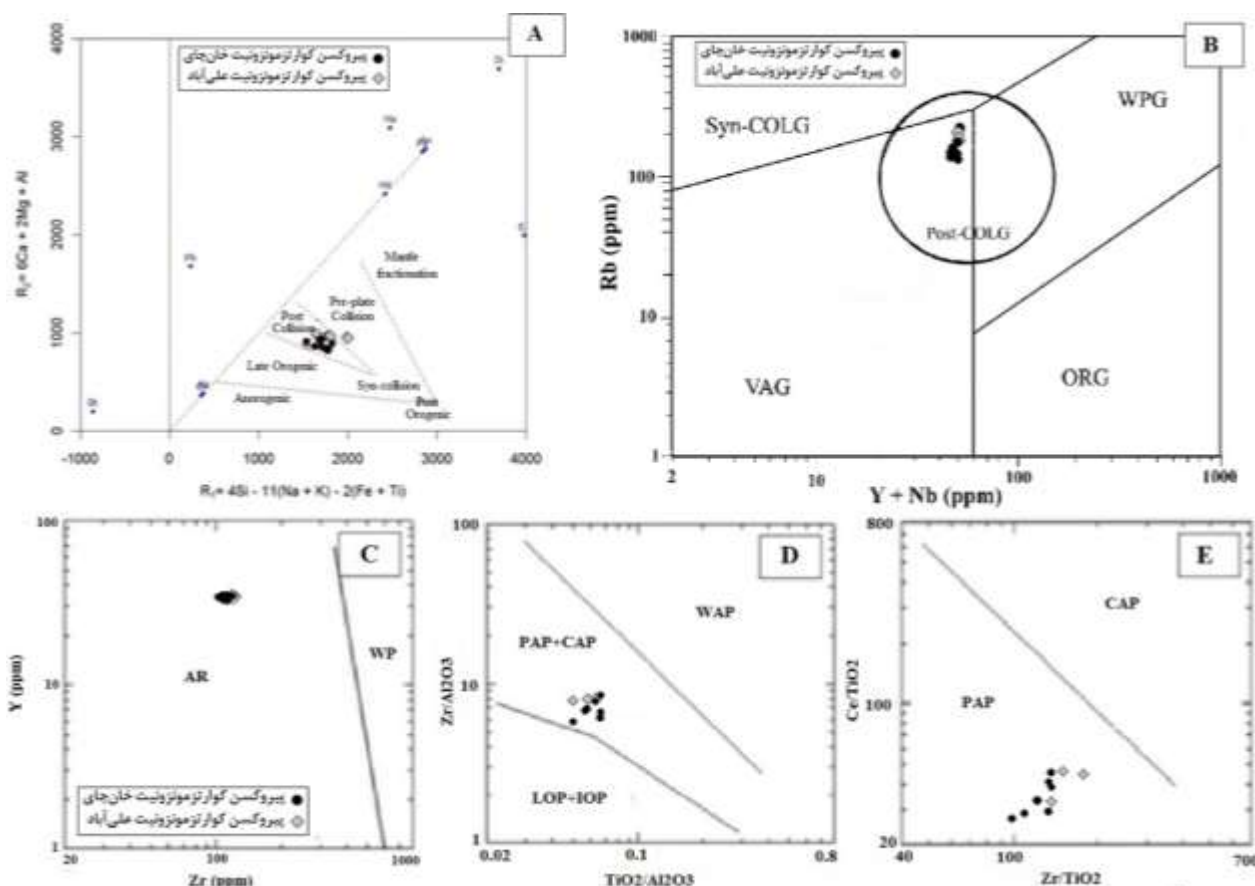 A
پیروکسن کوارتزمونزونیت خان‌چای
پیروکسن کوارتزمونزونیت علی‌آباد
4000
3000
2000
1000
0
R₂= 6Ca + 2Mg + Al
Mantle
fractionation
Post
Collision
Per-plate
Collision
Late Orogenic
Syn-collision
Anorogenic
Post
Orogenic
-1000
0
1000
2000
3000
4000
R₁= 4Si - 11(Na + K) - 2(Fe + Ti)
B
پیروکسن کوارتزمونزونیت خان‌چای
پیروکسن کوارتزمونزونیت علی‌آباد
1000
100
10
1
Rb (ppm)
Syn-COLG
WPG
Post-COLG
VAG
ORG
2
10
100
1000
Y + Nb (ppm)
C
100
10
1
Y (ppm)
AR
WP
پیروکسن کوارتزمونزونیت خان‌چای
پیروکسن کوارتزمونزونیت علی‌آباد
20
100
1000
Zr (ppm)
D
100
10
1
Zr/Al2O3
WAP
PAP+CAP
LOP+IOP
0.02
0.1
0.8
TiO2/Al2O3
E
800
100
20
Ce/TiO2
CAP
PAP
40
100
700
Zr/TiO2